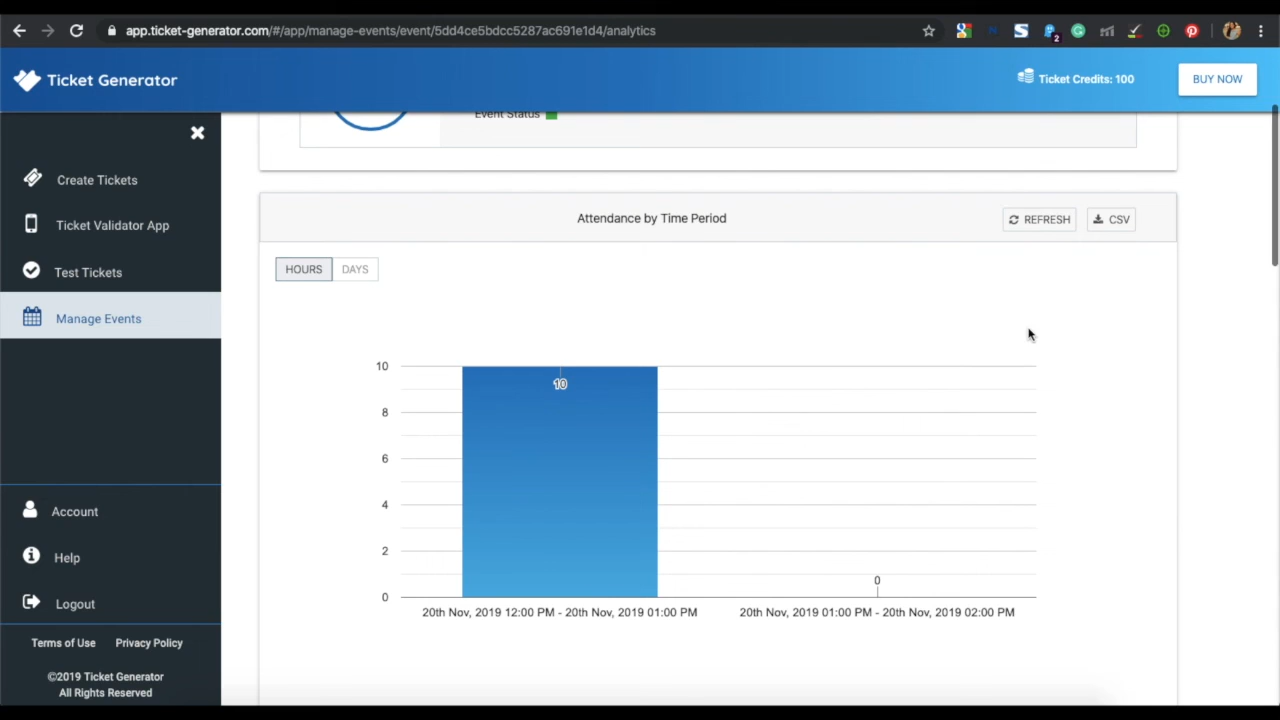 app.ticket-generator.com/#/app/manage-events/event/5dd4ce5bdcc5287ac691e1d4/analytics
2
Ticket Generator
Ticket Credits: 100
BUY NOW
Event Status
Create Tickets
Ticket Validator App
Test Tickets
Manage Events
Account
Help
Logout
Terms of Use Privacy Policy
©2019 Ticket Generator
All Rights Reserved
Attendance by Time Period
REFRESH
CSV
HOURS DAYS
10
8
6
4
2
0
10
0
20th Nov, 2019 12:00 PM - 20th Nov, 2019 01:00 PM
20th Nov, 2019 01:00 PM - 20th Nov, 2019 02:00 PM